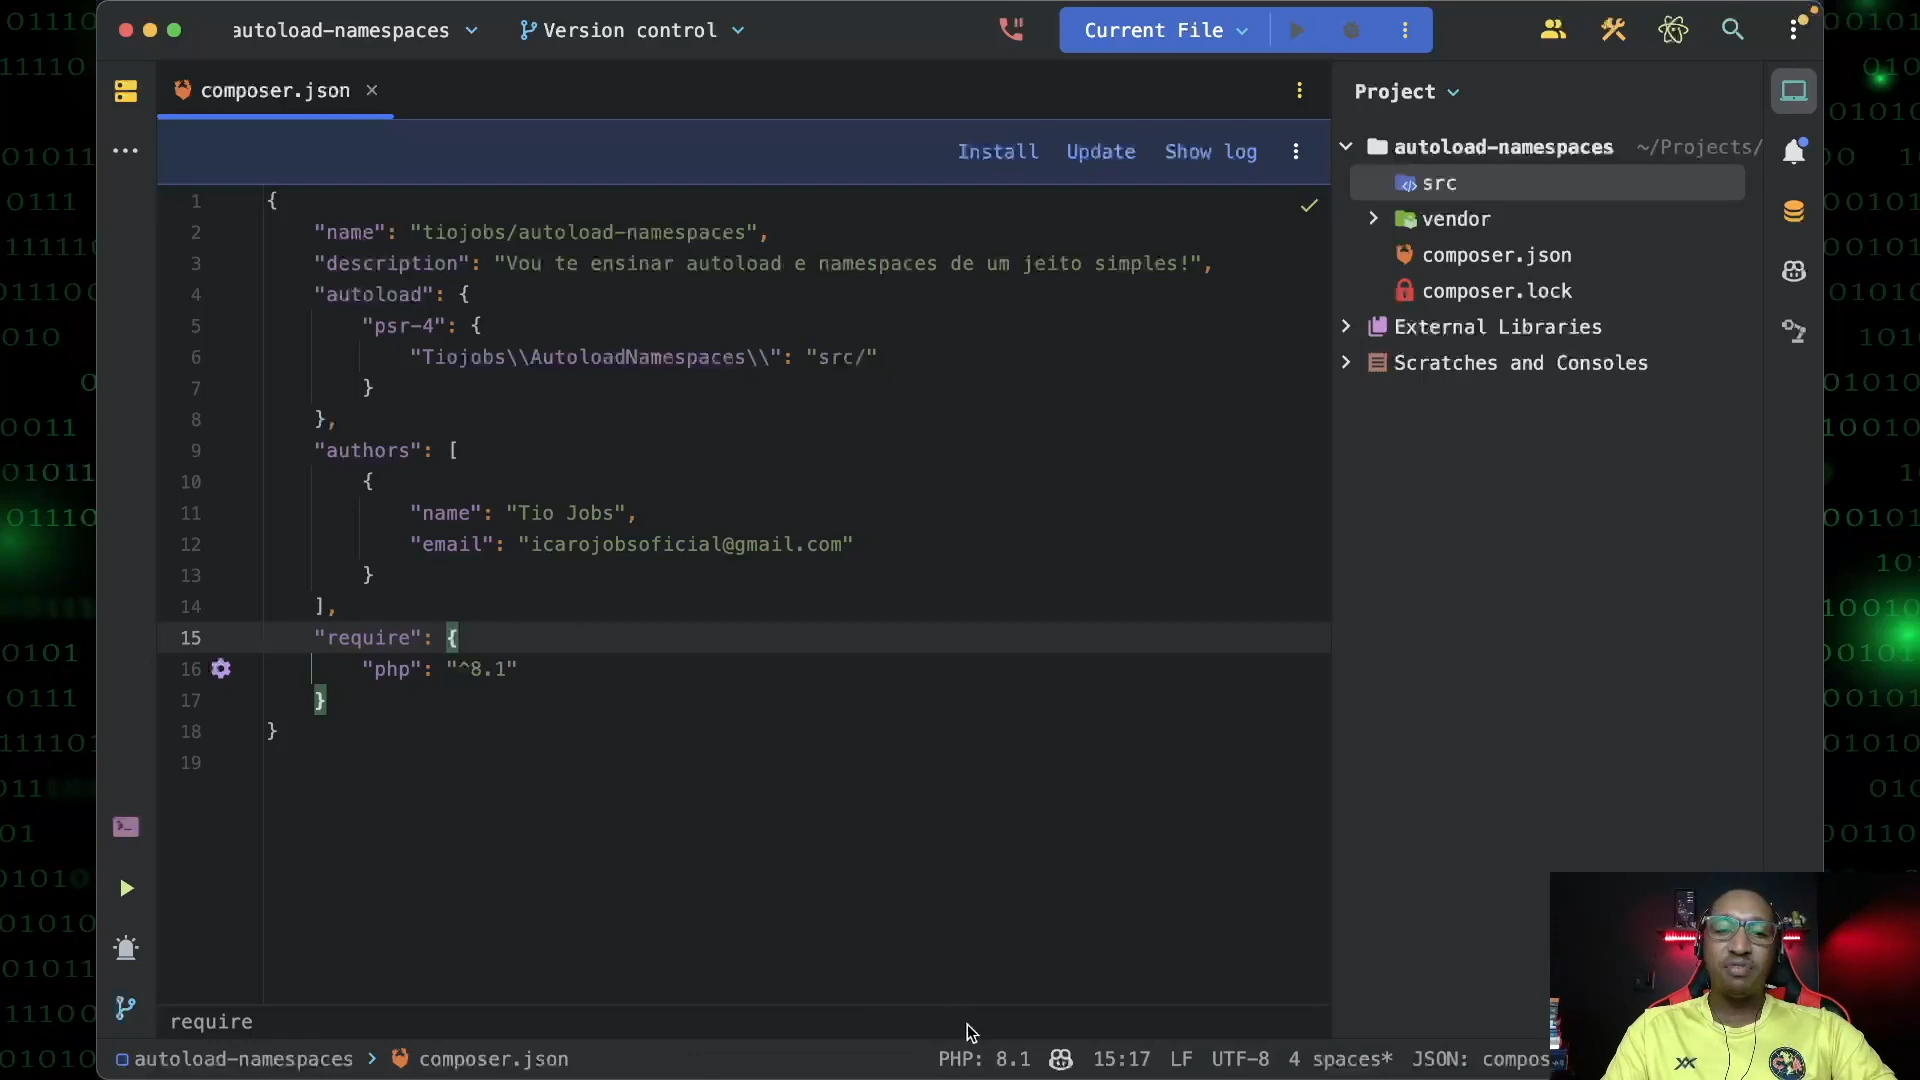 autoload-namespaces
Version control
Current File
composer.json
Install Update Show log
1 {
2 "name": "tiojobs/autoload-namespaces",
3 "description": "Vou te ensinar autoload e namespaces de um jeito simples!",
4 "autoload": {
5 "psr-4": {
6 "Tiojobs\\AutoloadNamespaces\\": "src/"
7 }
8 },
9 "authors": [
10 {
11 "name": "Tio Jobs",
12 "email": "icarojobsoficial@gmail.com"
13 }
14 ],
15 "require": {
16 "php": "^8.1"
17 }
18 }
19
require
autoload-namespaces > composer.json
PHP: 8.1 15:17 LF UTF-8 4 spaces* JSON: compos
Project
autoload-namespaces ~/Projects/
src
vendor
composer.json
composer.lock
External Libraries
Scratches and Consoles